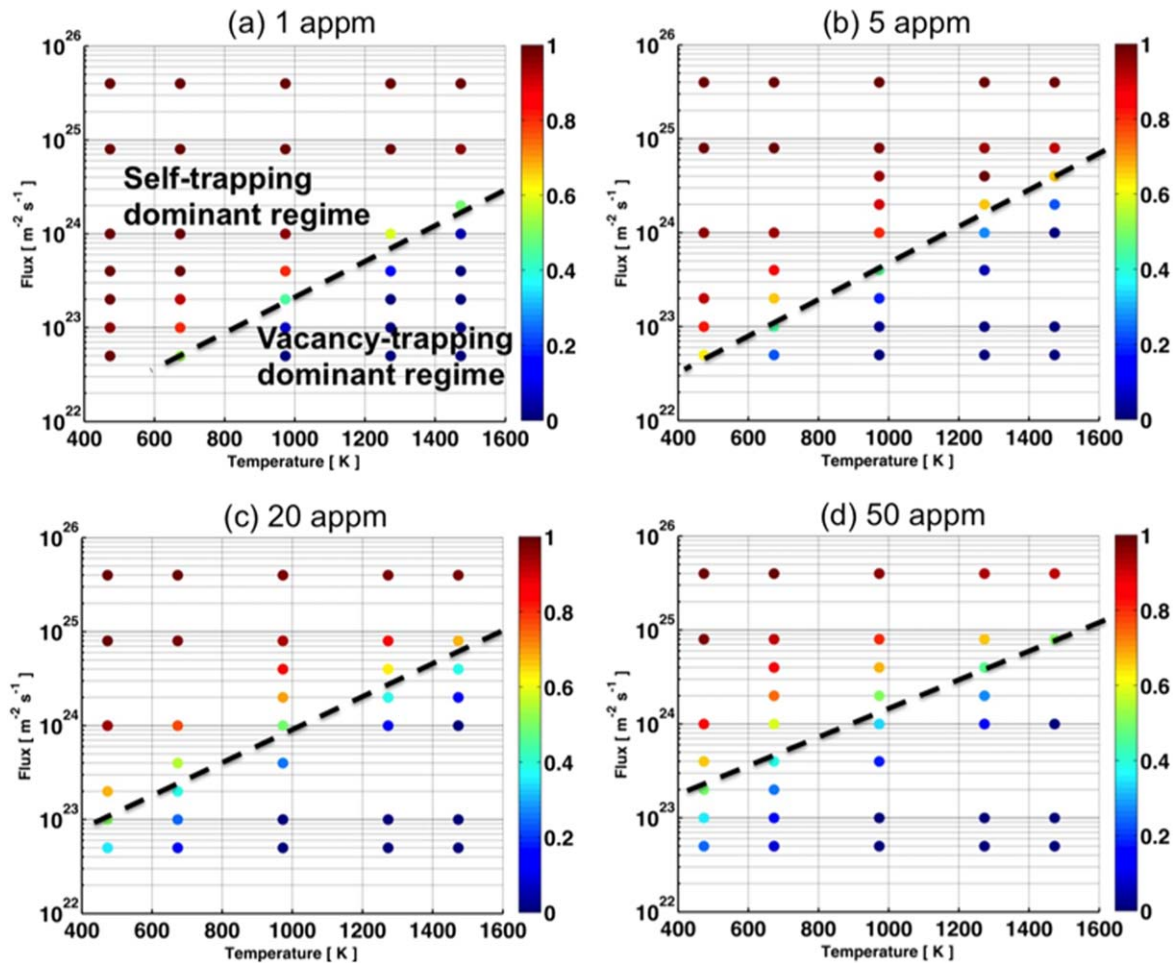 (a) 1 appm
10^26
10^25
10^24
10^23
10^22
Flux [ m^-2 s^-1 ]
Self-trapping
dominant regime
Vacancy-trapping
dominant regime
400 600 800 1000 1200 1400 1600
Temperature [ K ]
1
0.8
0.6
0.4
0.2
0
(b) 5 appm
10^26
10^25
10^24
10^23
10^22
Flux [ m^-2 s^-1 ]
400 600 800 1000 1200 1400 1600
Temperature [ K ]
1
0.8
0.6
0.4
0.2
0
(c) 20 appm
10^26
10^25
10^24
10^23
10^22
Flux [ m^-2 s^-1 ]
400 600 800 1000 1200 1400 1600
Temperature [ K ]
1
0.8
0.6
0.4
0.2
0
(d) 50 appm
10^26
10^25
10^24
10^23
10^22
Flux [ m^-2 s^-1 ]
400 600 800 1000 1200 1400 1600
Temperature [ K ]
1
0.8
0.6
0.4
0.2
0